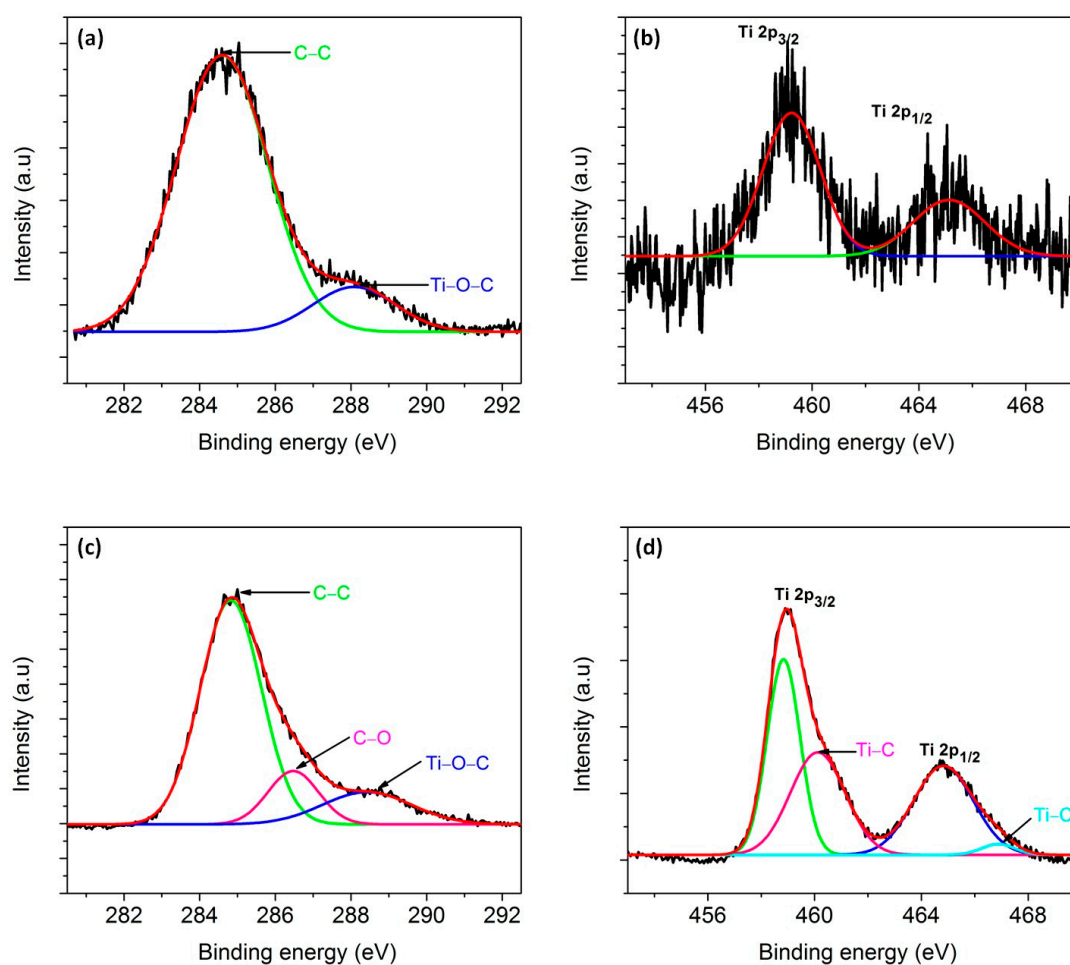 (a)
C–C
Ti–O–C
Intensity (a.u)
282 284 286 288 290 292
Binding energy (eV)
(b)
Ti 2p3/2
Ti 2p1/2
Intensity (a.u)
456 460 464 468
Binding energy (eV)
(c)
C–C
C–O
Ti–O–C
Intensity (a.u)
282 284 286 288 290 292
Binding energy (eV)
(d)
Ti 2p3/2
Ti–C
Ti 2p1/2
Ti–C
Intensity (a.u)
456 460 464 468
Binding energy (eV)